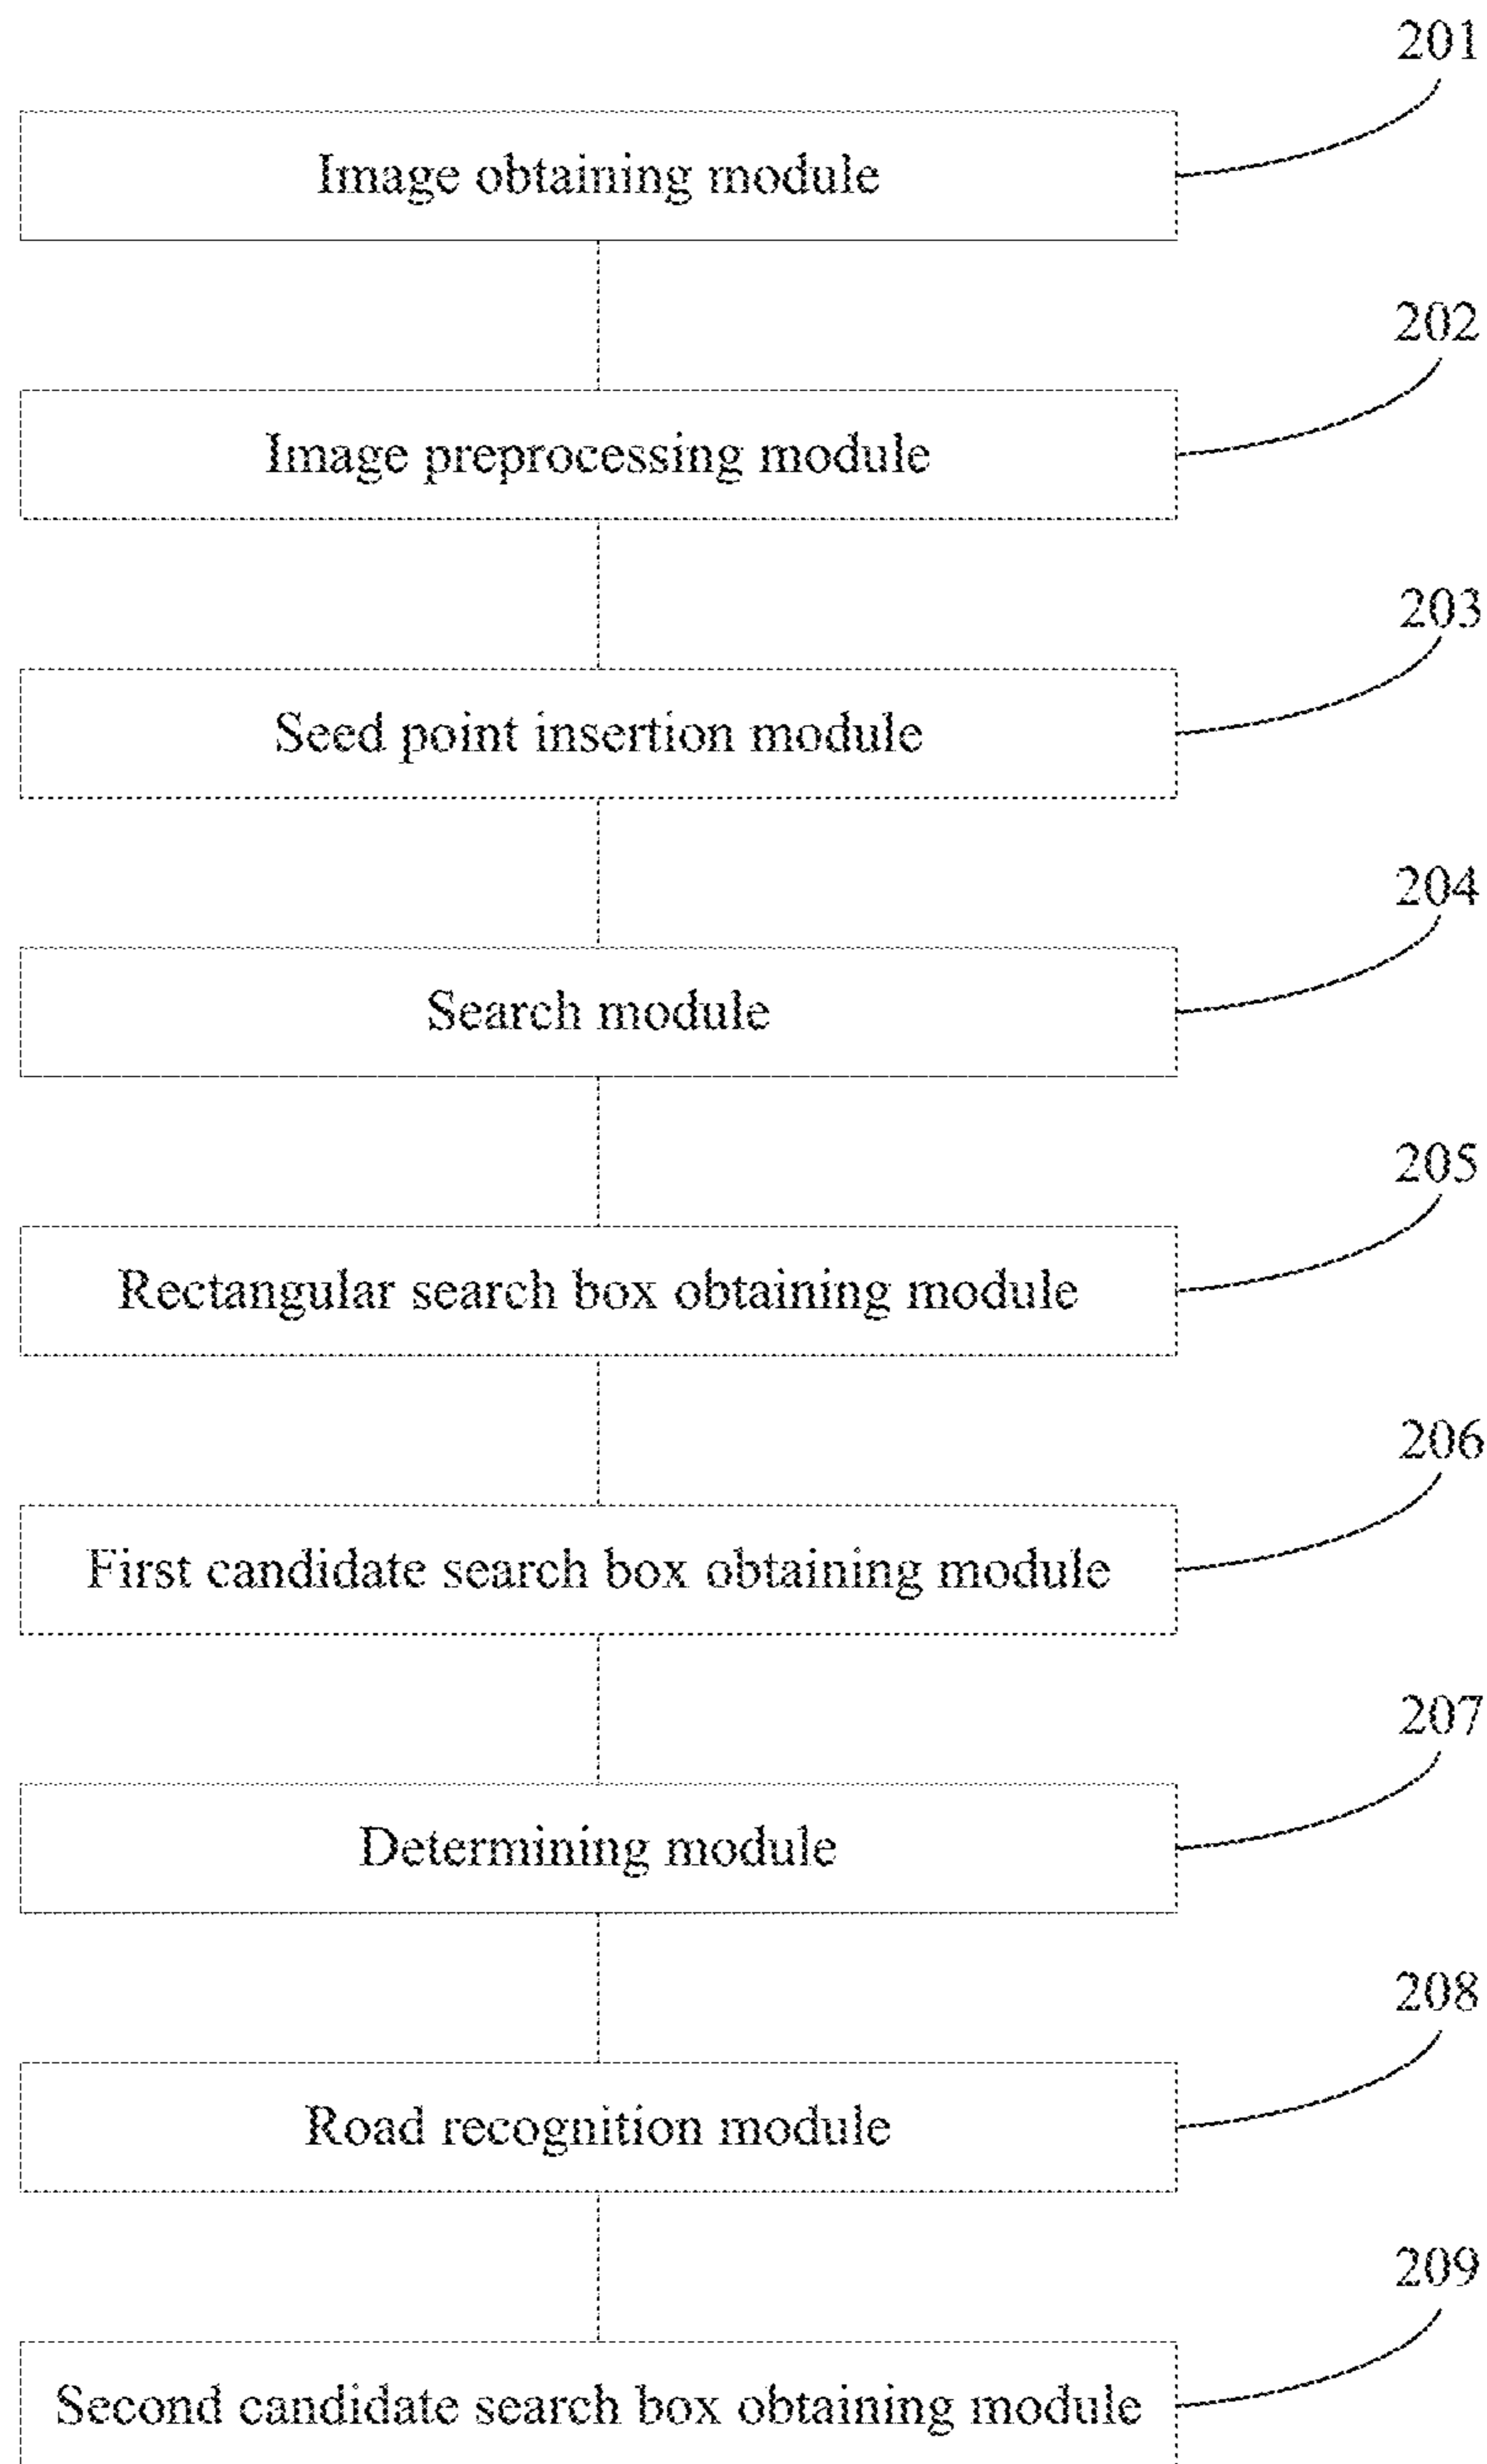 201
Image obtaining module
202
Image preprocessing module
203
Seed point insertion module
204
Search module
205
Rectangular search box obtaining module
206
First candidate search box obtaining module
207
Determining module
208
Road recognition module
209
Second candidate search box obtaining module